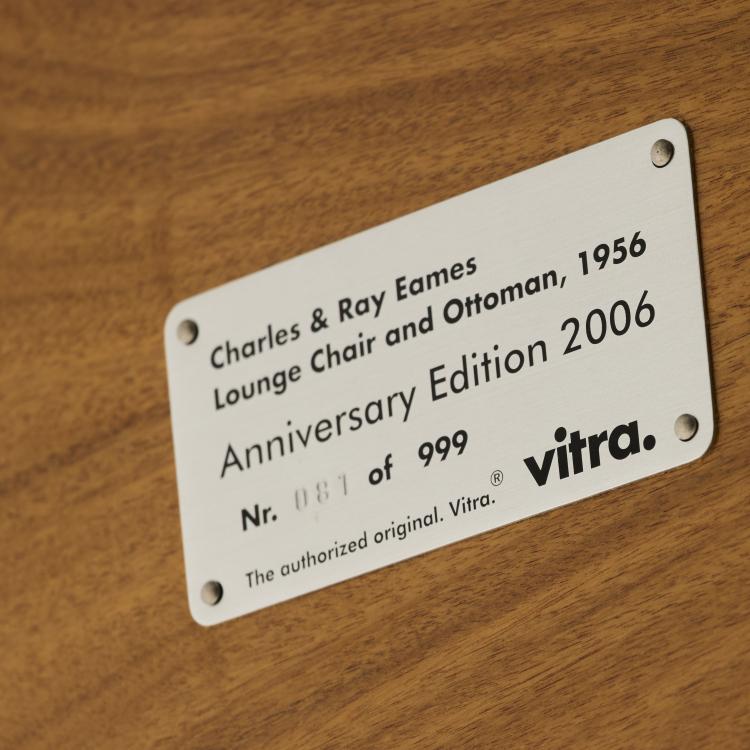 Charles & Ray Eames
Lounge Chair and Ottoman, 1956
Anniversary Edition 2006
Nr. 081 of 999
The authorized original. Vitra.®
vitra.